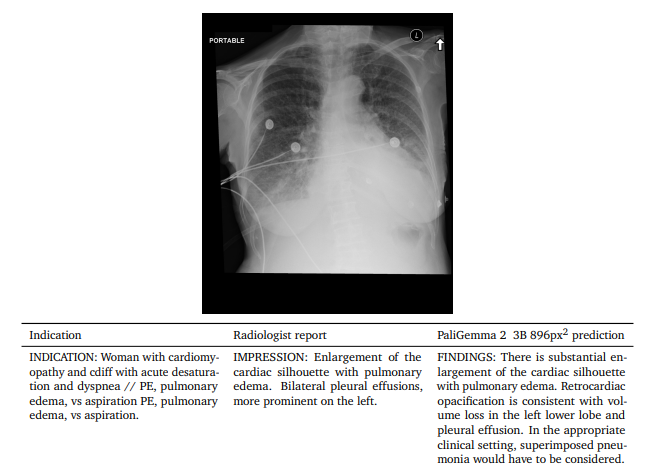 PORTABLE
L
Indication
INDICATION: Woman with cardiomy-
opathy and cdiff with acute desatura-
tion and dyspnea // PE, pulmonary
edema, vs aspiration PE, pulmonary
edema, vs aspiration.
Radiologist report
IMPRESSION: Enlargement of the
cardiac silhouette with pulmonary
edema. Bilateral pleural effusions,
more prominent on the left.
PaliGemma 2 3B 896px² prediction
FINDINGS: There is substantial en-
largement of the cardiac silhouette
with pulmonary edema. Retrocardiac
opacification is consistent with vol-
ume loss in the left lower lobe and
pleural effusion. In the appropriate
clinical setting, superimposed pneu-
monia would have to be considered.